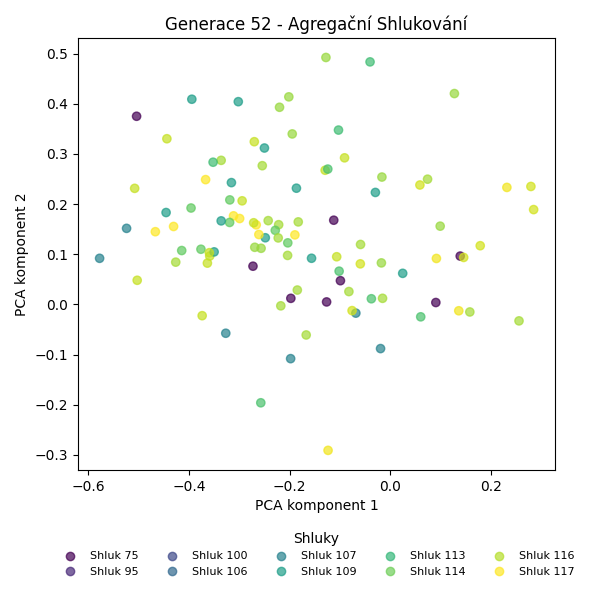 Generace 52 - Agregační Shlukování
PCA komponent 2
0.5
0.4
0.3
0.2
0.1
0.0
−0.1
−0.2
−0.3
−0.6 −0.4 −0.2 0.0 0.2
PCA komponent 1
Shluky
Shluk 75 Shluk 100 Shluk 107 Shluk 113 Shluk 116
Shluk 95 Shluk 106 Shluk 109 Shluk 114 Shluk 117